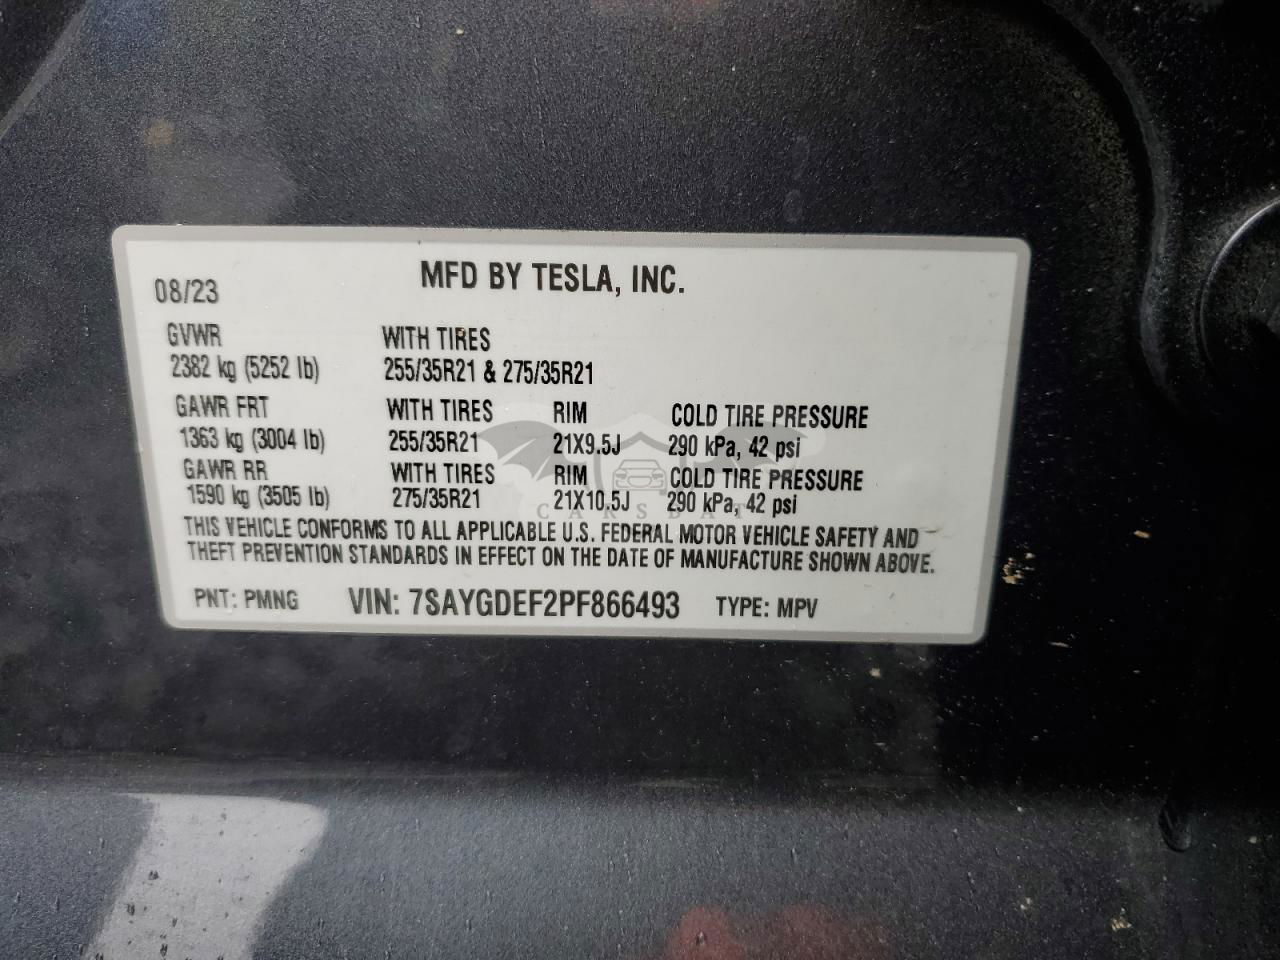 08/23 MFD BY TESLA, INC.
GVWR WITH TIRES
2382 kg (5252 lb) 255/35R21 & 275/35R21
GAWR FRT WITH TIRES RIM COLD TIRE PRESSURE
1363 kg (3004 lb) 255/35R21 21X9.5J 290 kPa, 42 psi
GAWR RR WITH TIRES RIM COLD TIRE PRESSURE
1590 kg (3505 lb) 275/35R21 21X10.5J 290 kPa, 42 psi
CARSBAT
THIS VEHICLE CONFORMS TO ALL APPLICABLE U.S. FEDERAL MOTOR VEHICLE SAFETY AND
THEFT PREVENTION STANDARDS IN EFFECT ON THE DATE OF MANUFACTURE SHOWN ABOVE.
PNT: PMNG VIN: 7SAYGDEF2PF866493 TYPE: MPV